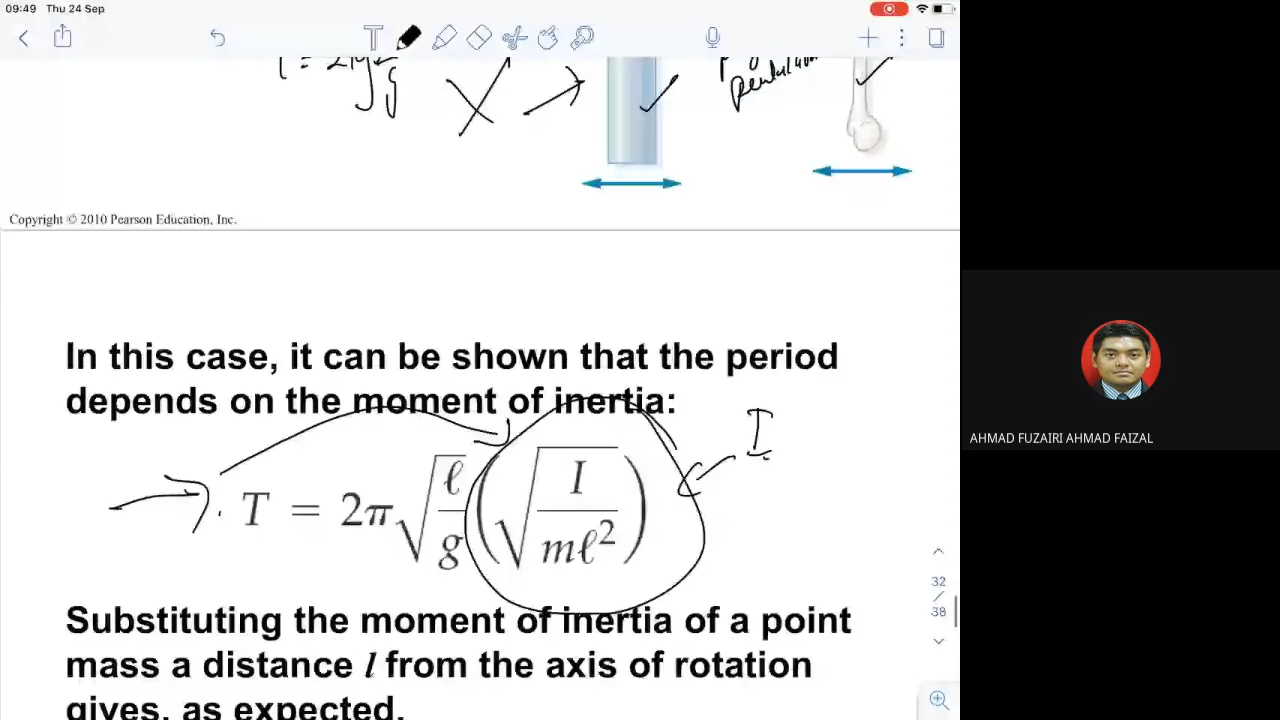 09:49 Thu 24 Sep
T
Copyright © 2010 Pearson Education, Inc.
In this case, it can be shown that the period
depends on the moment of inertia:
I
T = 2π√(ℓ/g) (√(I/mℓ²))
32
/
38
Substituting the moment of inertia of a point
mass a distance l from the axis of rotation
gives, as expected,
AHMAD FUZAIRI AHMAD FAIZAL